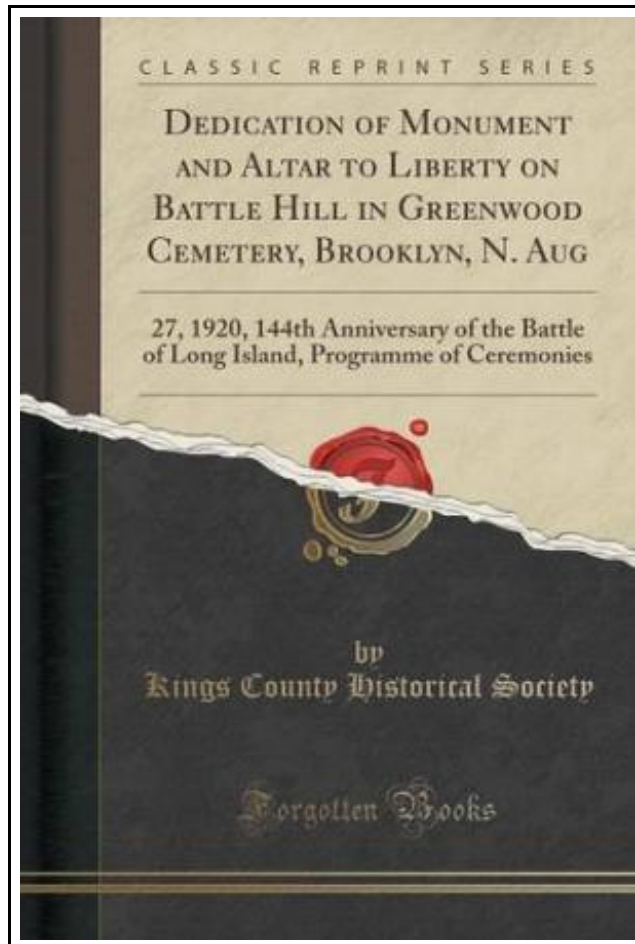 CLASSIC REPRINT SERIES
DEDICATION OF MONUMENT
AND ALTAR TO LIBERTY ON
BATTLE HILL IN GREENWOOD
CEMETERY, BROOKLYN, N. AUG
27, 1920, 144th Anniversary of the Battle
of Long Island, Programme of Ceremonies
by
Kings County Historical Society
Forgotten Books